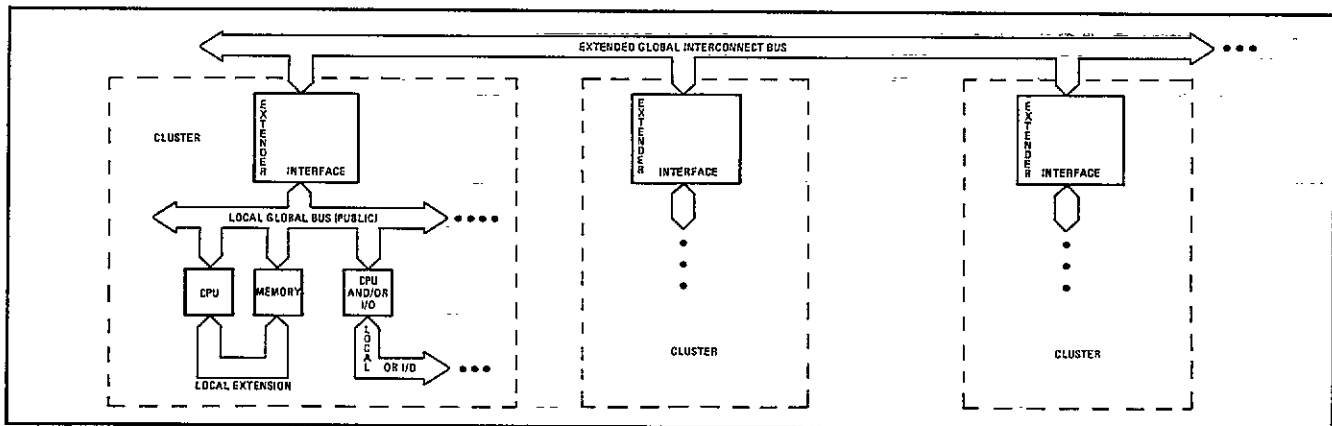 EXTENDED GLOBAL INTERCONNECT BUS
CLUSTER
EXTENDER
INTERFACE
LOCAL GLOBAL BUS (PUBLIC)
CPU
MEMORY
CPU
AND/OR
I/O
LOCAL
OR I/O
LOCAL EXTENSION
EXTENDER
INTERFACE
CLUSTER
EXTENDER
INTERFACE
CLUSTER